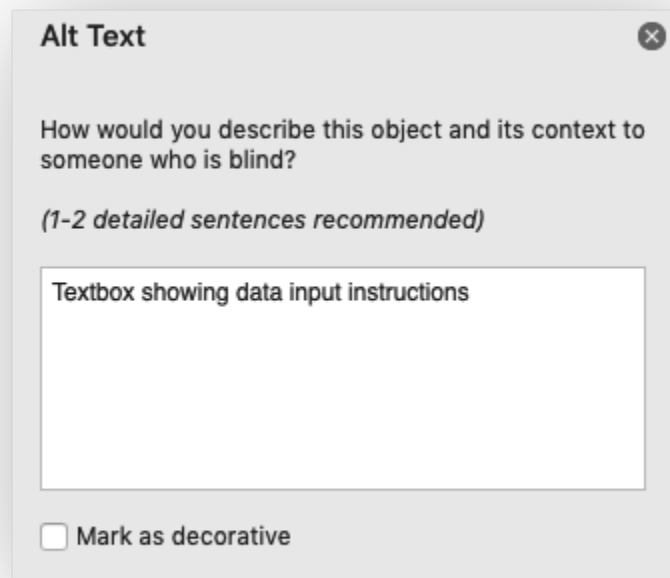 Alt Text
How would you describe this object and its context to
someone who is blind?
(1-2 detailed sentences recommended)
Textbox showing data input instructions
Mark as decorative